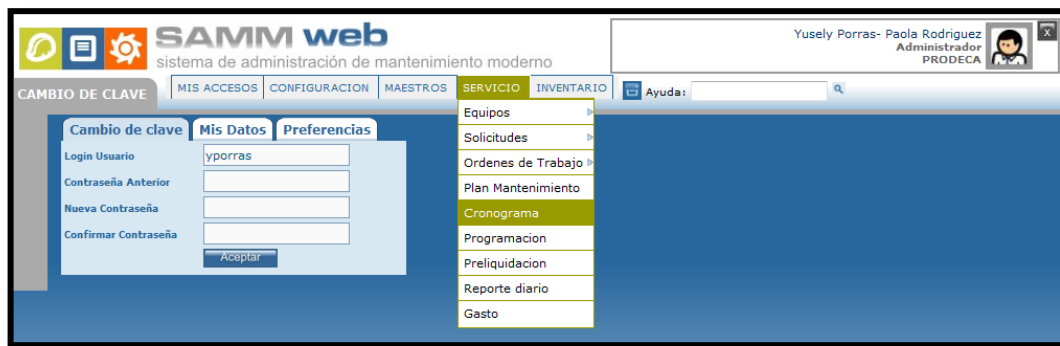 SAMM web
sistema de administración de mantenimiento moderno
Yusely Porras- Paola Rodriguez
Administrador
PRODECA
X
CAMBIO DE CLAVE
MIS ACCESOS CONFIGURACION MAESTROS SERVICIO INVENTARIO
Ayuda:
Cambio de clave Mis Datos Preferencias
Login Usuario yporras
Contraseña Anterior
Nueva Contraseña
Confirmar Contraseña
Aceptar
Equipos
Solicitudes
Ordenes de Trabajo
Plan Mantenimiento
Cronograma
Programacion
Preliquidacion
Reporte diario
Gasto